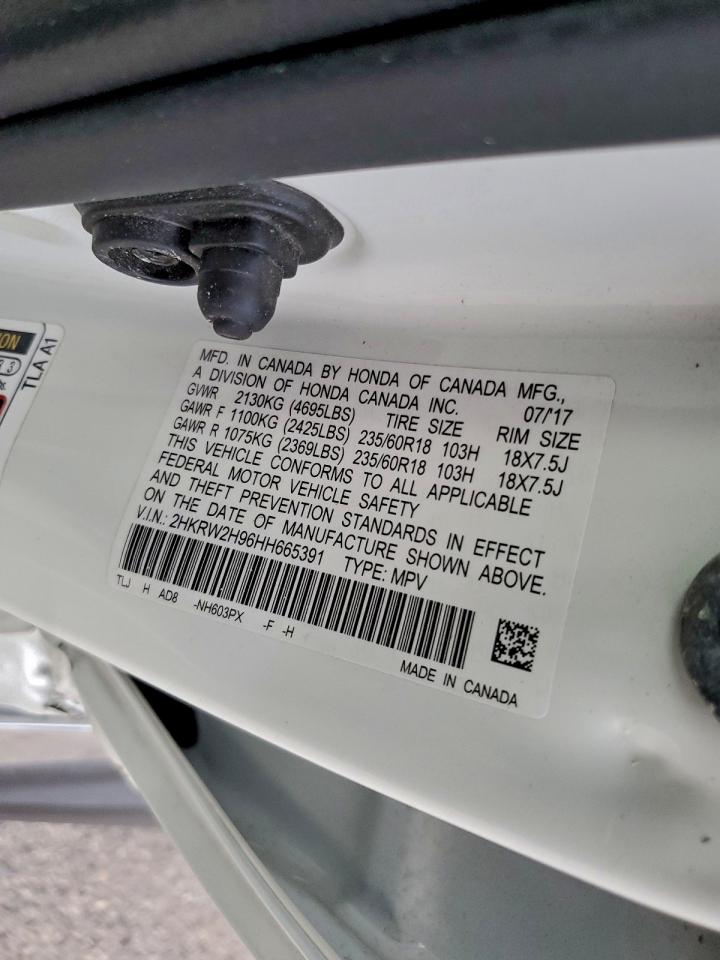 ION
TLA A1
MFD. IN CANADA BY HONDA OF CANADA MFG.,
A DIVISION OF HONDA CANADA INC. 07/'17
GVWR 2130KG (4695LBS) TIRE SIZE RIM SIZE
GAWR F 1100KG (2425LBS) 235/60R18 103H 18X7.5J
GAWR R 1075KG (2369LBS) 235/60R18 103H 18X7.5J
THIS VEHICLE CONFORMS TO ALL APPLICABLE
FEDERAL MOTOR VEHICLE SAFETY
AND THEFT PREVENTION STANDARDS IN EFFECT
ON THE DATE OF MANUFACTURE SHOWN ABOVE.
V.I.N.: 2HKRW2H96HH665391 TYPE: MPV
TLJ H AD8 -NH603PX -F -H
MADE IN CANADA